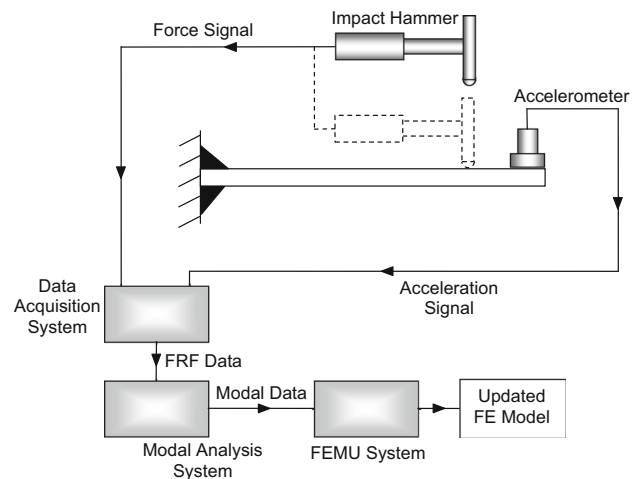 Impact Hammer
Force Signal
Accelerometer
Data
Acquisition
System
Acceleration
Signal
FRF Data
Modal Data
Updated
FE Model
Modal Analysis
System
FEMU System